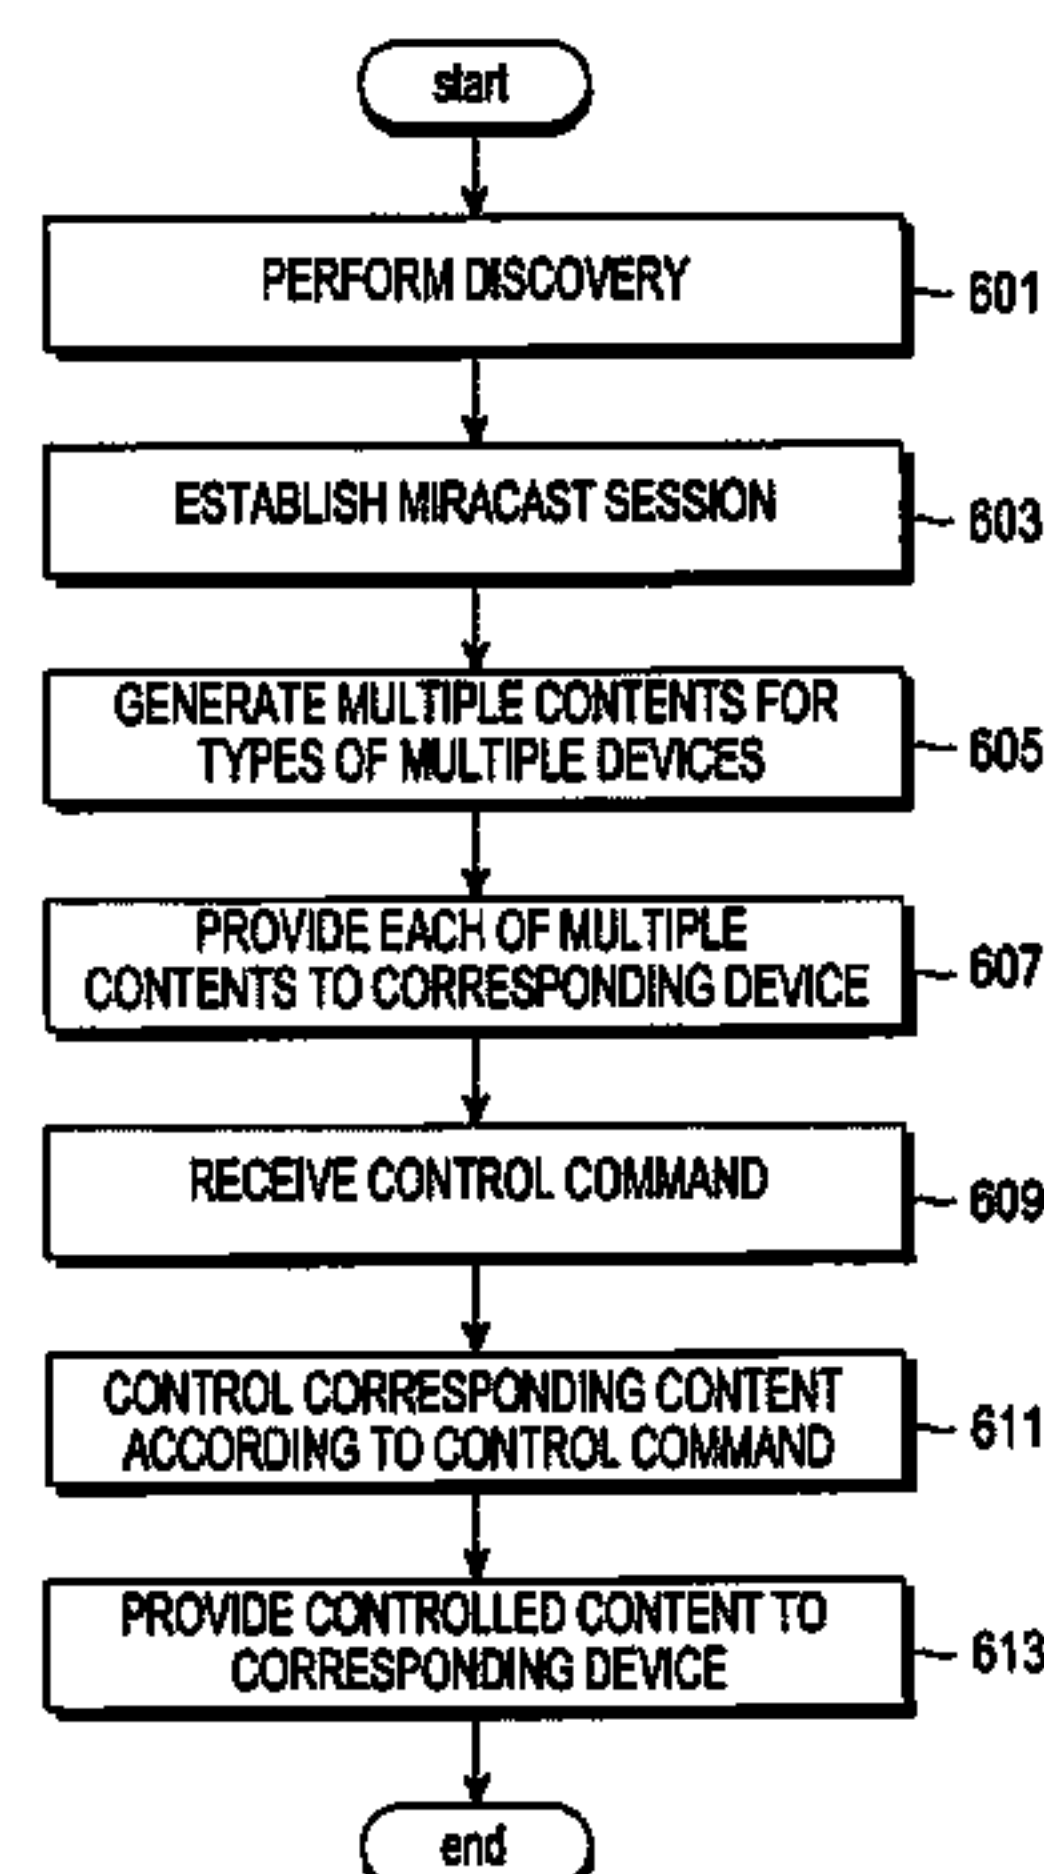 start
PERFORM DISCOVERY
601
ESTABLISH MIRACAST SESSION
603
GENERATE MULTIPLE CONTENTS FOR
TYPES OF MULTIPLE DEVICES
605
PROVIDE EACH OF MULTIPLE
CONTENTS TO CORRESPONDING DEVICE
607
RECEIVE CONTROL COMMAND
609
CONTROL CORRESPONDING CONTENT
ACCORDING TO CONTROL COMMAND
611
PROVIDE CONTROLLED CONTENT TO
CORRESPONDING DEVICE
613
end